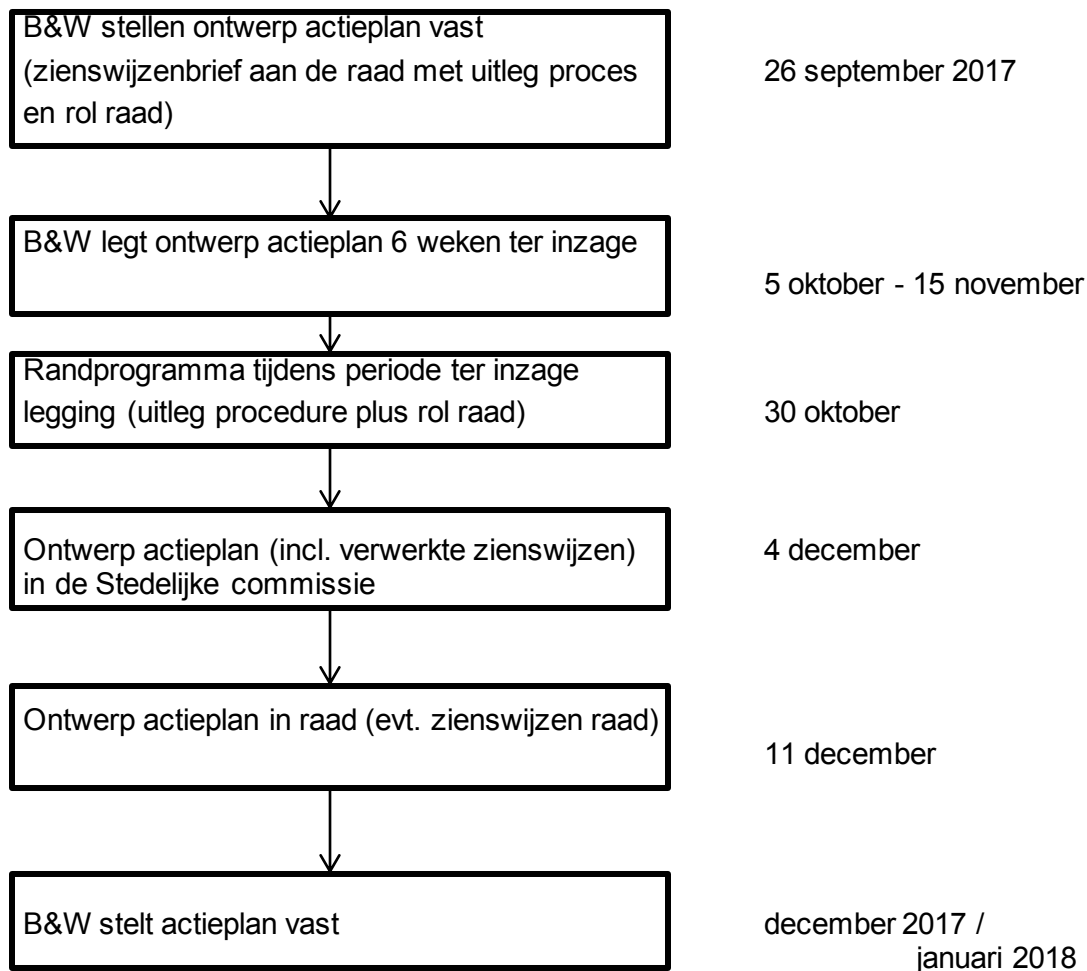 B&W stellen ontwerp actieplan vast
(zienswijzenbrief aan de raad met uitleg proces
en rol raad)
26 september 2017
B&W legt ontwerp actieplan 6 weken ter inzage
5 oktober - 15 november
Randprogramma tijdens periode ter inzage
legging (uitleg procedure plus rol raad)
30 oktober
Ontwerp actieplan (incl. verwerkte zienswijzen)
in de Stedelijke commissie
4 december
Ontwerp actieplan in raad (evt. zienswijzen raad)
11 december
B&W stelt actieplan vast
december 2017 /
januari 2018